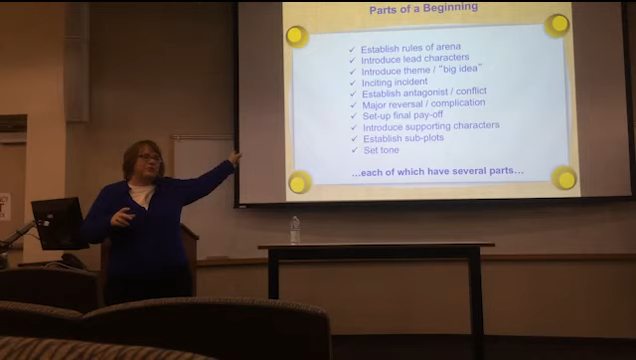 Parts of a Beginning
✓ Establish rules of arena
✓ Introduce lead characters
✓ Introduce theme / "big idea"
✓ Inciting incident
✓ Establish antagonist / conflict
✓ Major reversal / complication
✓ Set-up final pay-off
✓ Introduce supporting characters
✓ Establish sub-plots
✓ Set tone
…each of which have several parts…